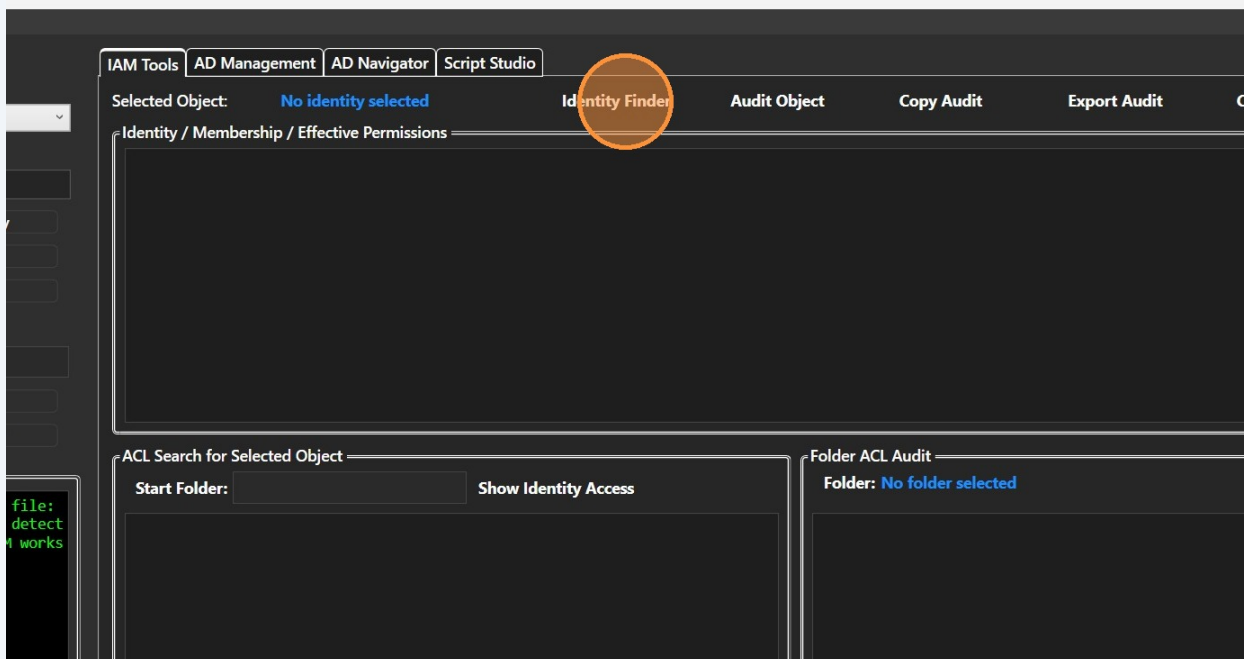 IAM Tools AD Management AD Navigator Script Studio
Selected Object: No identity selected Identity Finder Audit Object Copy Audit Export Audit
Identity / Membership / Effective Permissions
ACL Search for Selected Object
Start Folder: Show Identity Access
Folder ACL Audit
Folder: No folder selected
file:
detect
works